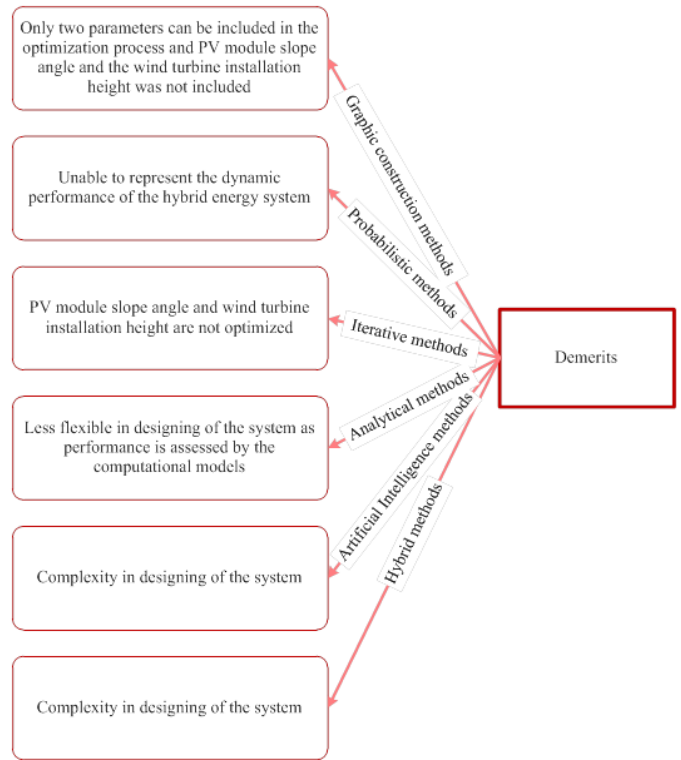 Only two parameters can be included in the
optimization process and PV module slope
angle and the wind turbine installation
height was not included
Graphic construction methods
Unable to represent the dynamic
performance of the hybrid energy system
Probabilistic methods
PV module slope angle and wind turbine
installation height are not optimized
Iterative methods
Demerits
Less flexible in designing of the system as
performance is assessed by the
computational models
Analytical methods
Artificial Intelligence methods
Complexity in designing of the system
Hybrid methods
Complexity in designing of the system